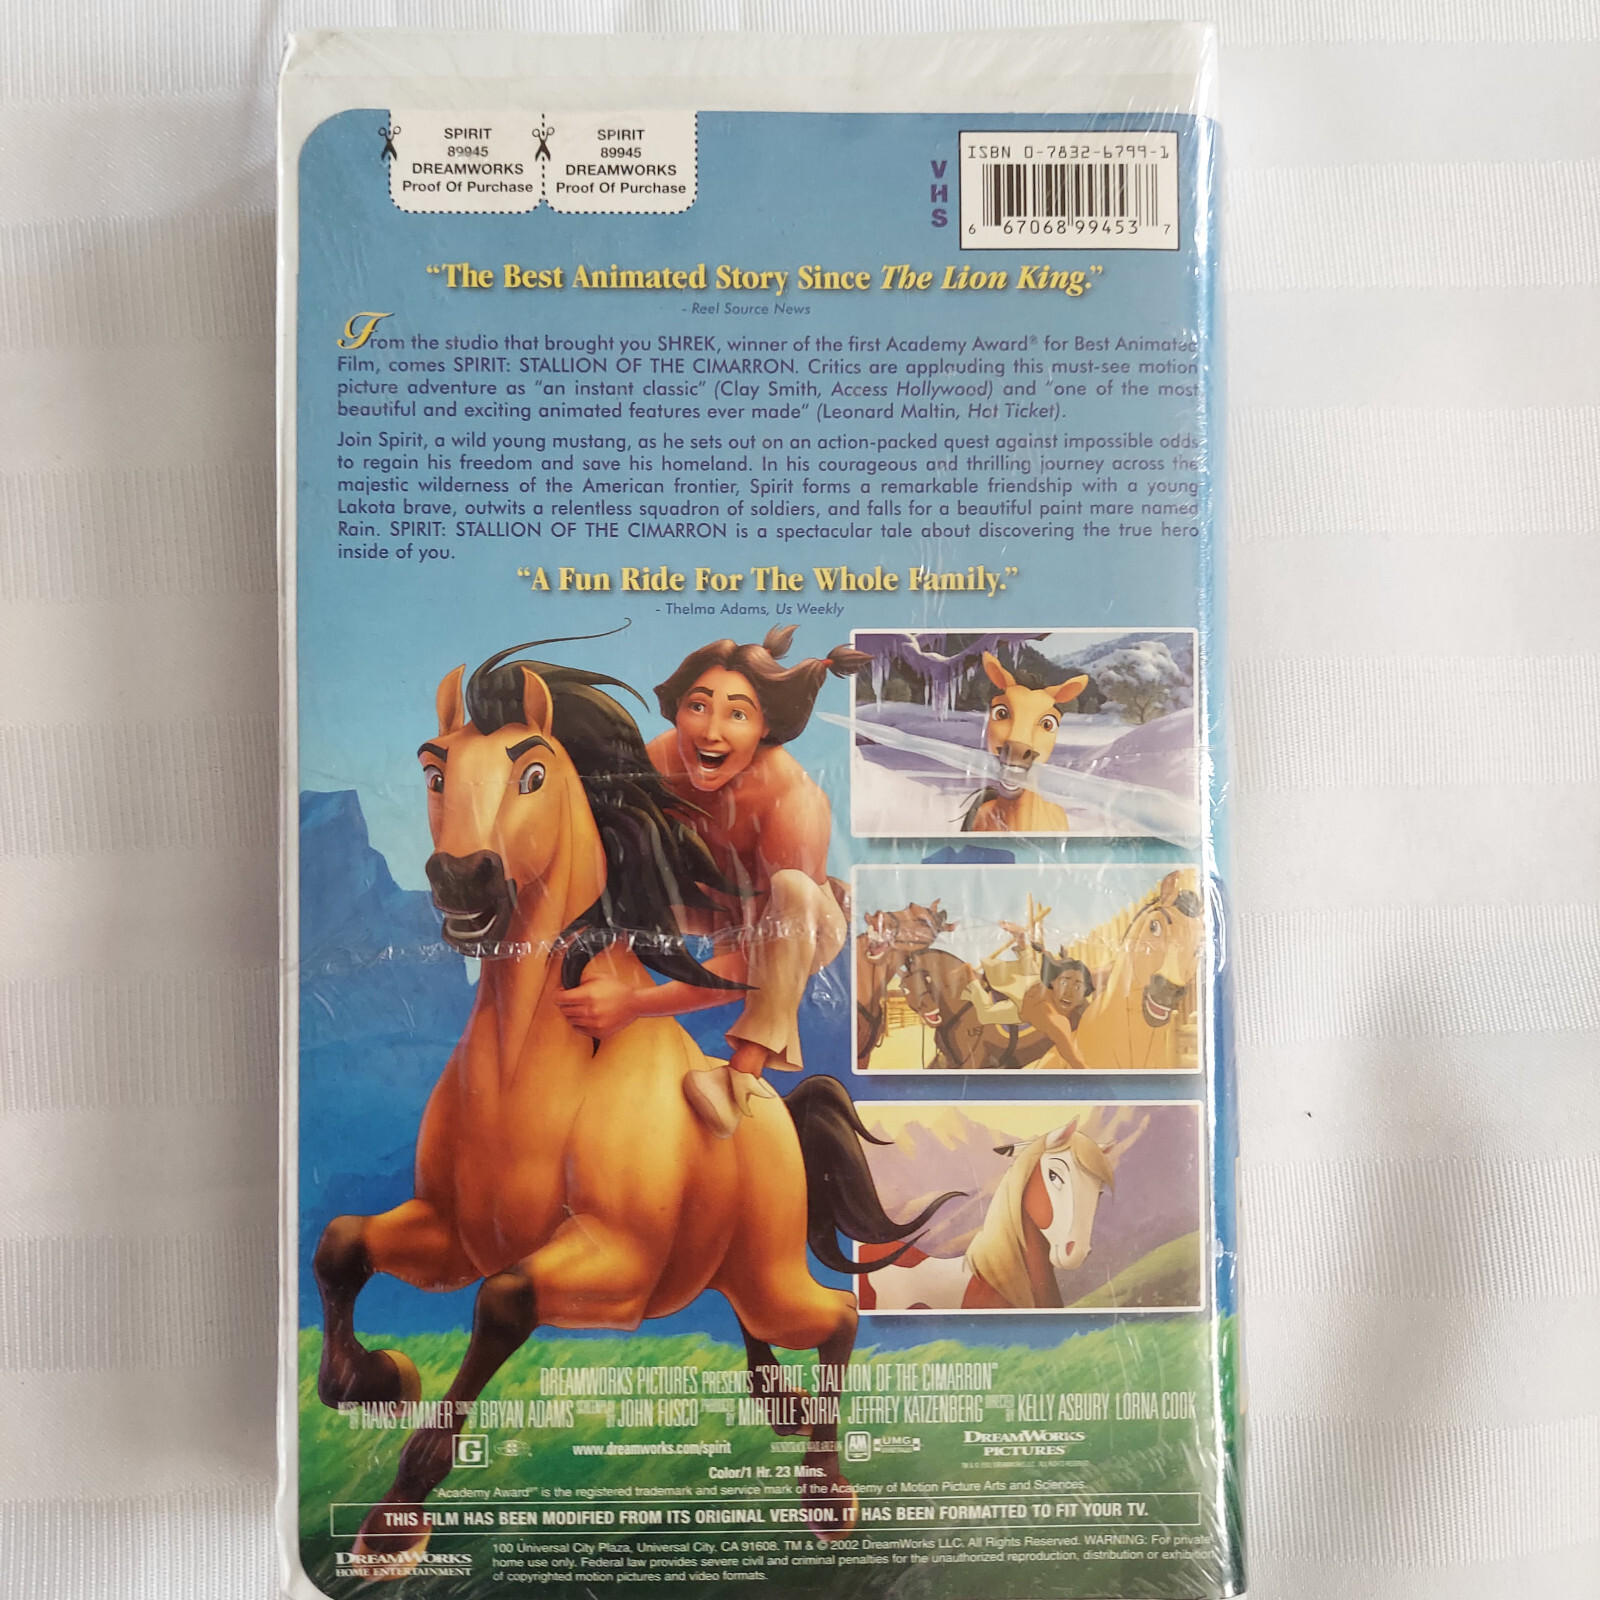 SPIRIT
89945
DREAMWORKS
Proof Of Purchase
SPIRIT
89945
DREAMWORKS
Proof Of Purchase
VHS
ISBN 0-7832-6799-1
6 67068 99453 7
“The Best Animated Story Since The Lion King.”
- Reel Source News
From the studio that brought you SHREK, winner of the first Academy Award® for Best Animated
Film, comes SPIRIT: STALLION OF THE CIMARRON. Critics are applauding this must-see motion
picture adventure as “an instant classic” (Clay Smith, Access Hollywood) and “one of the most
beautiful and exciting animated features ever made” (Leonard Maltin, Hot Ticket).
Join Spirit, a wild young mustang, as he sets out on an action-packed quest against impossible odds
to regain his freedom and save his homeland. In his courageous and thrilling journey across the
majestic wilderness of the American frontier, Spirit forms a remarkable friendship with a young
Lakota brave, outwits a relentless squadron of soldiers, and falls for a beautiful paint mare named
Rain. SPIRIT: STALLION OF THE CIMARRON is a spectacular tale about discovering the true hero
inside of you.
“A Fun Ride For The Whole Family.”
- Thelma Adams, Us Weekly
US
DREAMWORKS PICTURES PRESENTS “SPIRIT: STALLION OF THE CIMARRON”
MUSIC BY HANS ZIMMER SONGS BY BRYAN ADAMS SCREENPLAY BY JOHN FUSCO PRODUCED BY MIREILLE SORIA JEFFREY KATZENBERG DIRECTED BY KELLY ASBURY LORNA COOK
G www.dreamworks.com/spirit SOUNDTRACK AVAILABLE ON A&M UMG DREAMWORKS
PICTURES
Color/1 Hr. 23 Mins.
“Academy Award®” is the registered trademark and service mark of the Academy of Motion Picture Arts and Sciences.
THIS FILM HAS BEEN MODIFIED FROM ITS ORIGINAL VERSION. IT HAS BEEN FORMATTED TO FIT YOUR TV.
DREAMWORKS
HOME ENTERTAINMENT
100 Universal City Plaza, Universal City, CA 91608. TM & © 2002 DreamWorks LLC. All Rights Reserved. WARNING: For private
home use only. Federal law provides severe civil and criminal penalties for the unauthorized reproduction, distribution or exhibition
of copyrighted motion pictures and video formats.